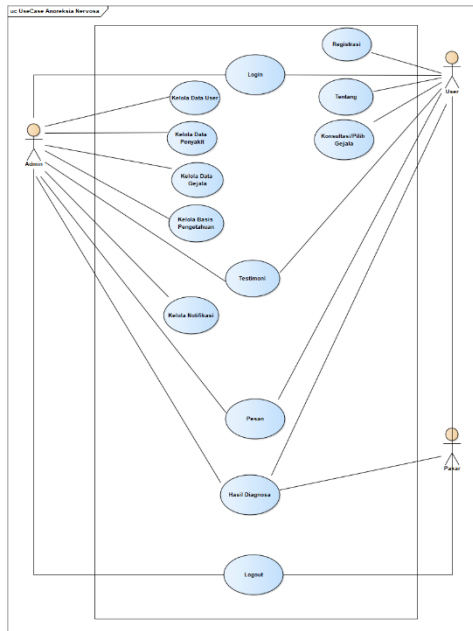 uc UseCase Anoreksia Nervosa
Registrasi
Login
User
Kelola Data User
Tentang
Kelola Data
Penyakit
Konsultasi/Pilih
Gejala
Admin
Kelola Data
Gejala
Kelola Basis
Pengetahuan
Testimoni
Kelola Notifikasi
Pesan
Pakar
Hasil Diagnosa
Logout